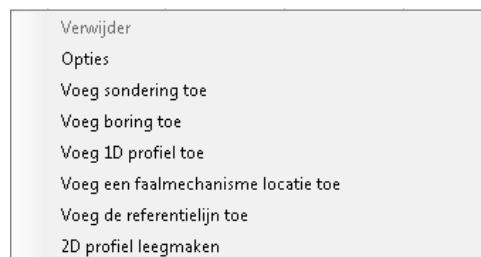 Verwijder
Opties
Voeg sondering toe
Voeg boring toe
Voeg 1D profiel toe
Voeg een faalmechanisme locatie toe
Voeg de referentielijn toe
2D profiel leegmaken